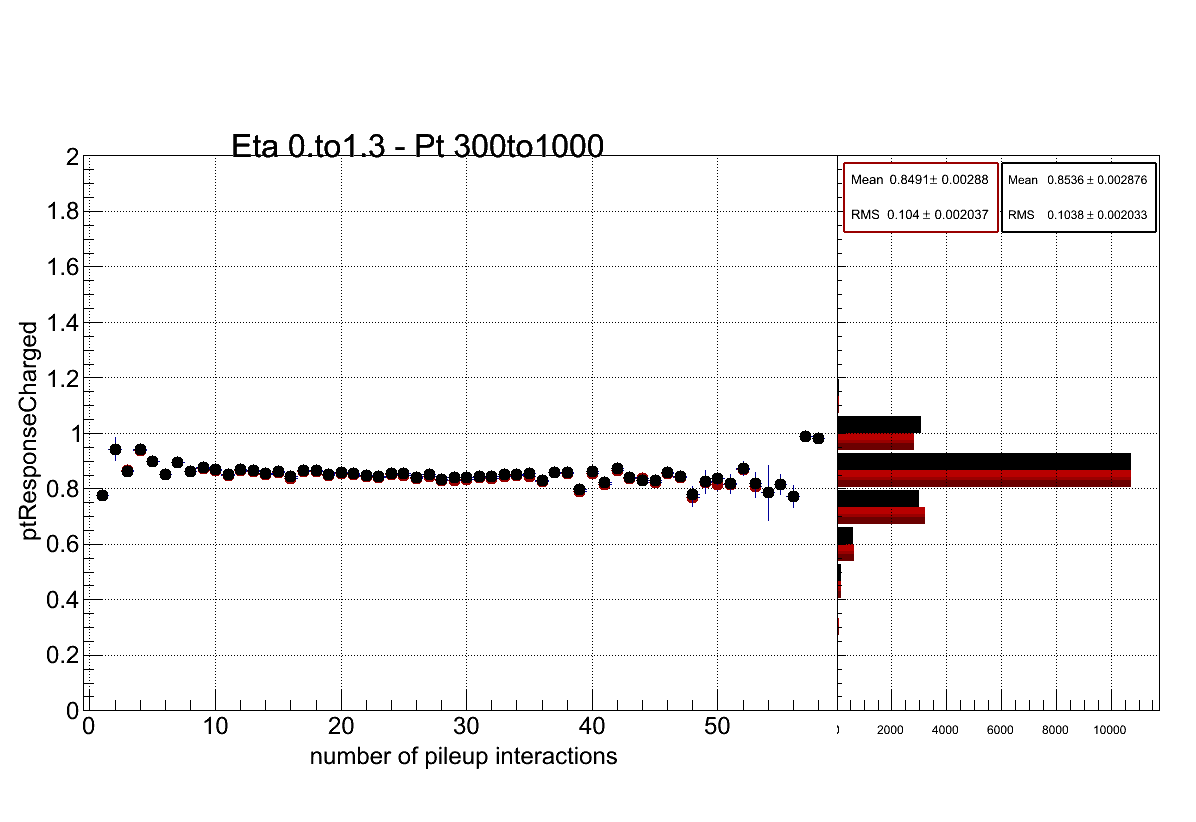 Eta 0.to1.3 - Pt 300to1000
ptResponseCharged
2
1.8
1.6
1.4
1.2
1
0.8
0.6
0.4
0.2
0
0 10 20 30 40 50
number of pileup interactions
Mean 0.8491± 0.00288
RMS 0.104 ± 0.002037
Mean 0.8536 ± 0.002876
RMS 0.1038 ± 0.002033
2000 4000 6000 8000 10000